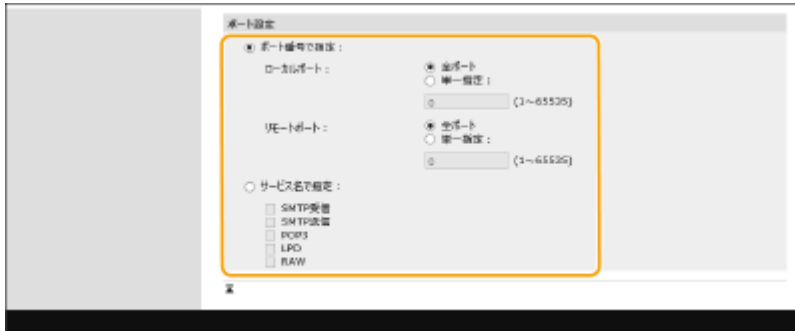 ポート設定
ポート番号で指定：
ローカルポート： 全ポート
単一指定：
0 (1～65535)
リモートポート： 全ポート
単一指定：
0 (1～65535)
サービス名で指定：
SMTP受信
SMTP送信
POP3
LPD
RAW